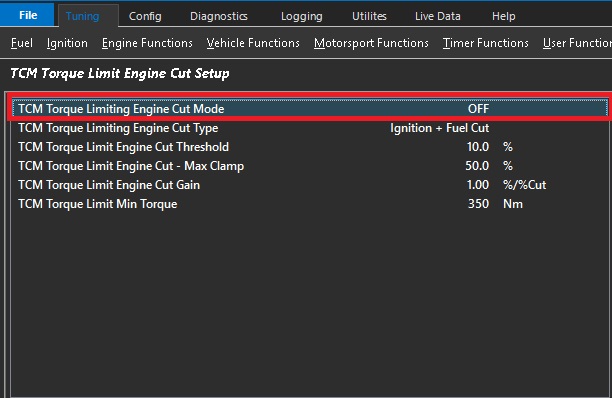 File Tuning Config Diagnostics Logging Utilites Live Data Help
Fuel Ignition Engine Functions Vehicle Functions Motorsport Functions Timer Functions User Function
TCM Torque Limit Engine Cut Setup
TCM Torque Limiting Engine Cut Mode OFF
TCM Torque Limiting Engine Cut Type Ignition + Fuel Cut
TCM Torque Limit Engine Cut Threshold 10.0 %
TCM Torque Limit Engine Cut - Max Clamp 50.0 %
TCM Torque Limit Engine Cut Gain 1.00 %/%Cut
TCM Torque Limit Min Torque 350 Nm